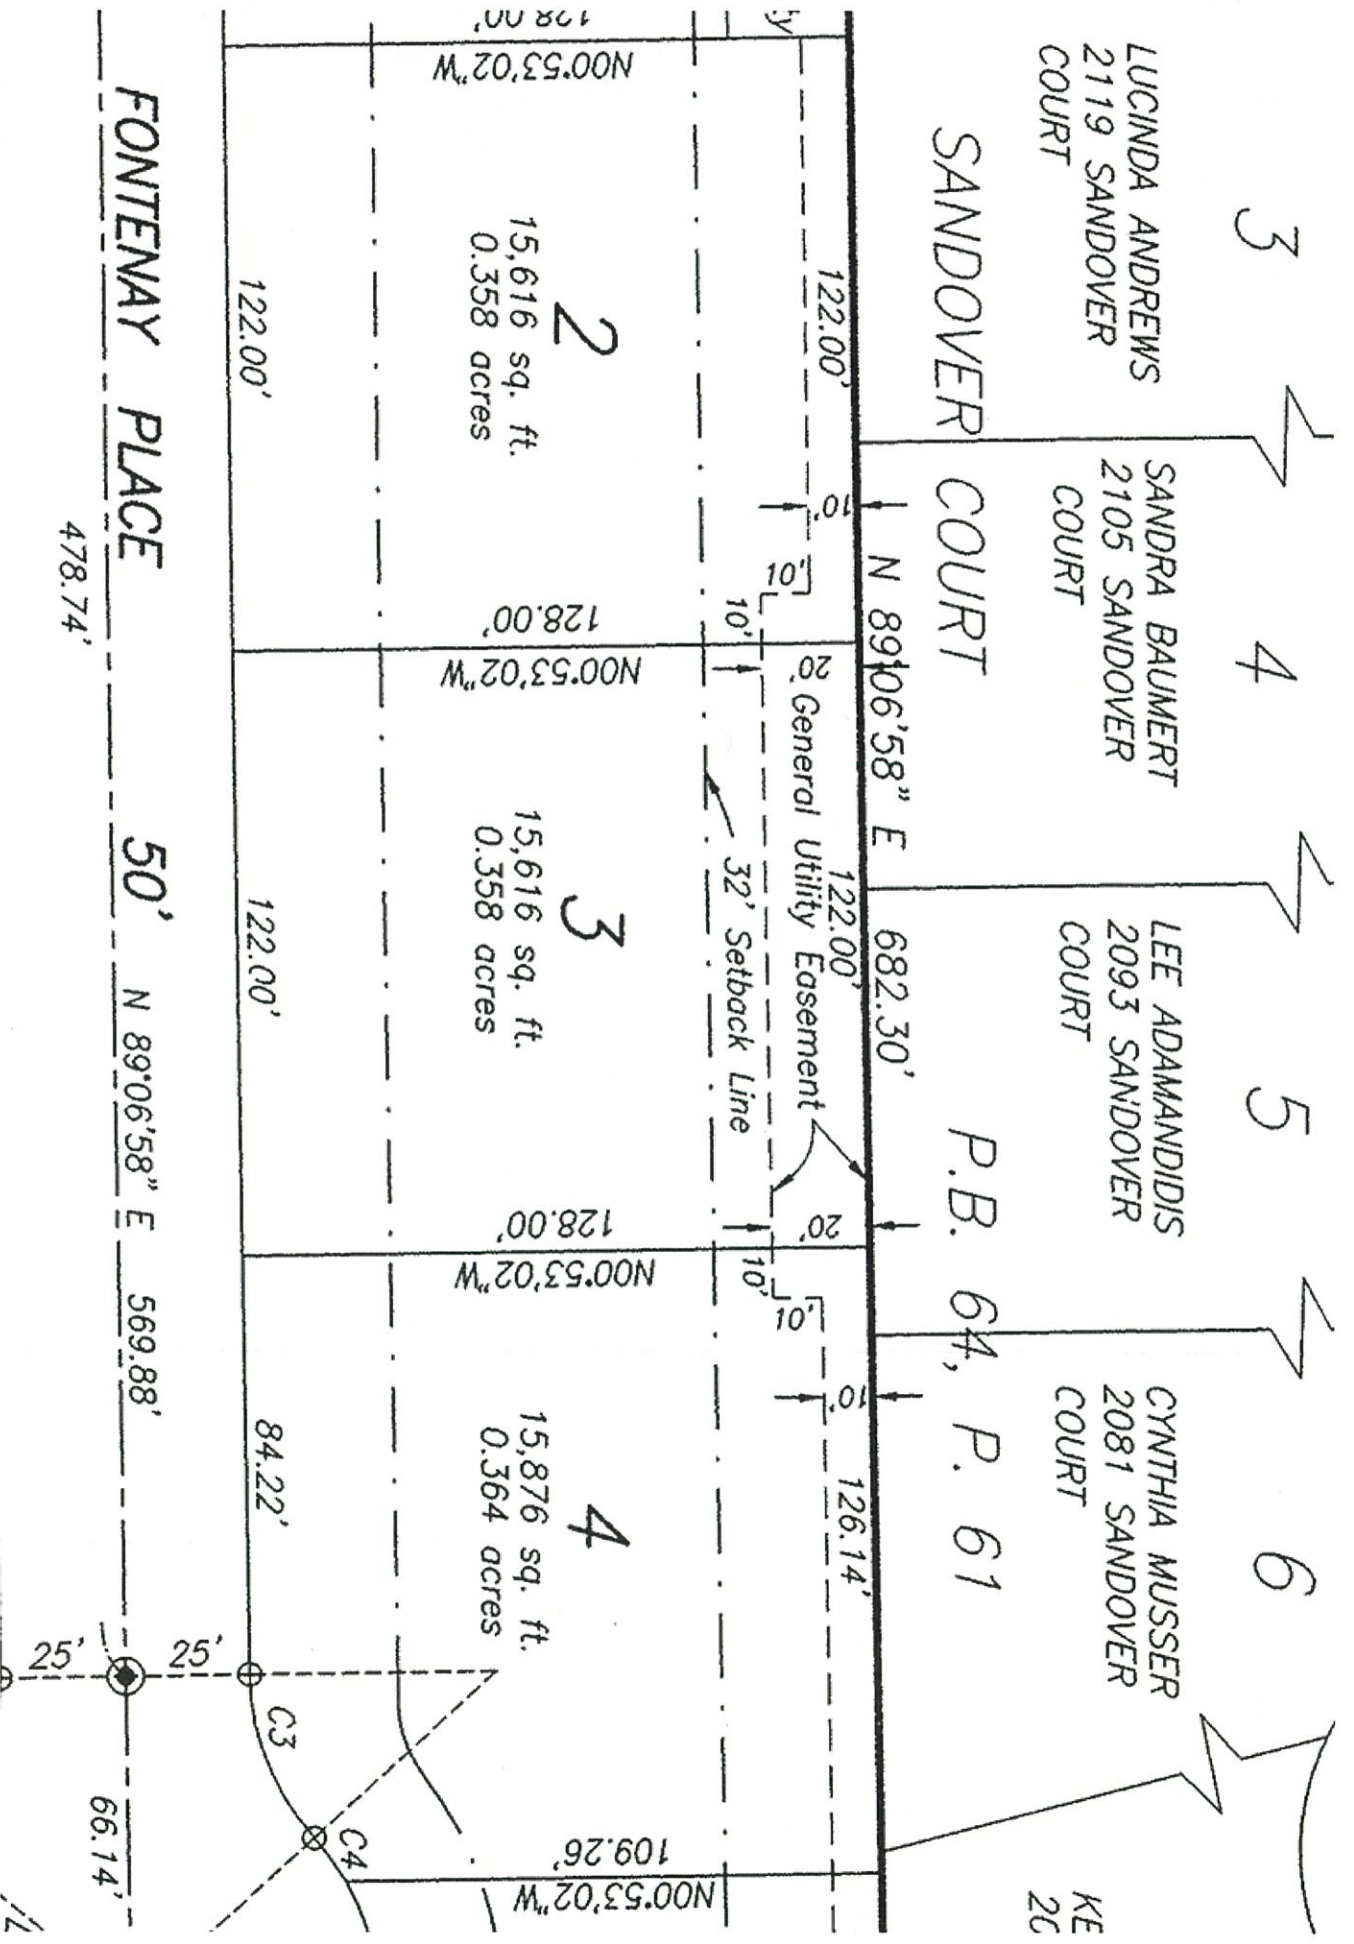 3
4
5
6
LUCINDA ANDREWS
2119 SANDOVER
COURT
SANDRA BAUMERT
2105 SANDOVER
COURT
LEE ADAMANDIDIS
2093 SANDOVER
COURT
CYNTHIA MUSSER
2081 SANDOVER
COURT
KE
20
SANDOVER COURT P.B. 64, P. 61
N 89°06'58" E 682.30'
122.00'
122.00'
126.14'
10'
10'
10'
20'
General Utility Easement
32' Setback Line
20'
10'
10'
10'
128.00'
N00°53'02"W
2
15,616 sq. ft.
0.358 acres
128.00'
N00°53'02"W
3
15,616 sq. ft.
0.358 acres
128.00'
N00°53'02"W
4
15,876 sq. ft.
0.364 acres
109.26'
N00°53'02"W
122.00'
122.00'
84.22'
C3
C4
25'
25'
FONTENAY PLACE 50'
N 89°06'58" E 569.88'
478.74'
66.14'